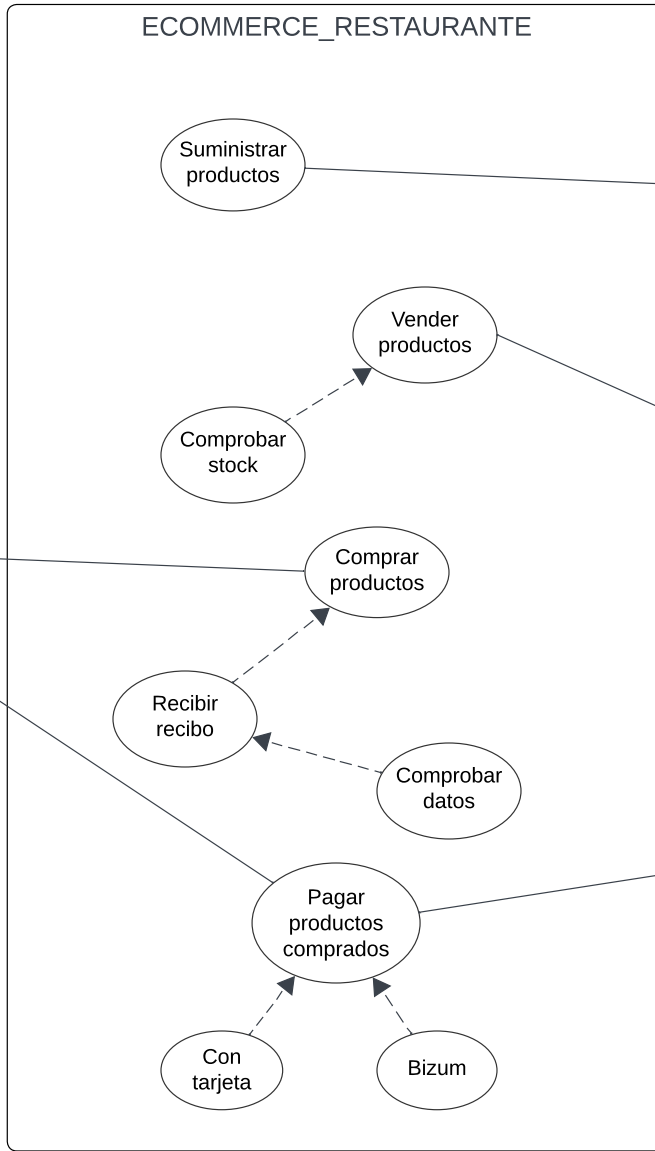 ECOMMERCE_RESTAURANTE
Suministrar
productos
Vender
productos
Comprobar
stock
Comprar
productos
Recibir
recibo
Comprobar
datos
Pagar
productos
comprados
Con
tarjeta
Bizum